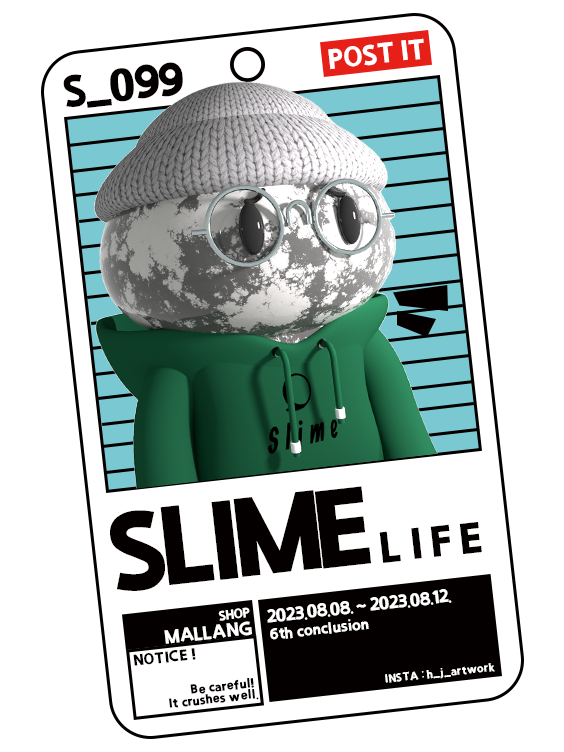 S_099
POST IT
Slime
SLIME LIFE
SHOP
MALLANG
NOTICE !
Be careful!
It crushes well.
2023.08.08. ~ 2023.08.12.
6th conclusion
INSTA : h_j_artwork